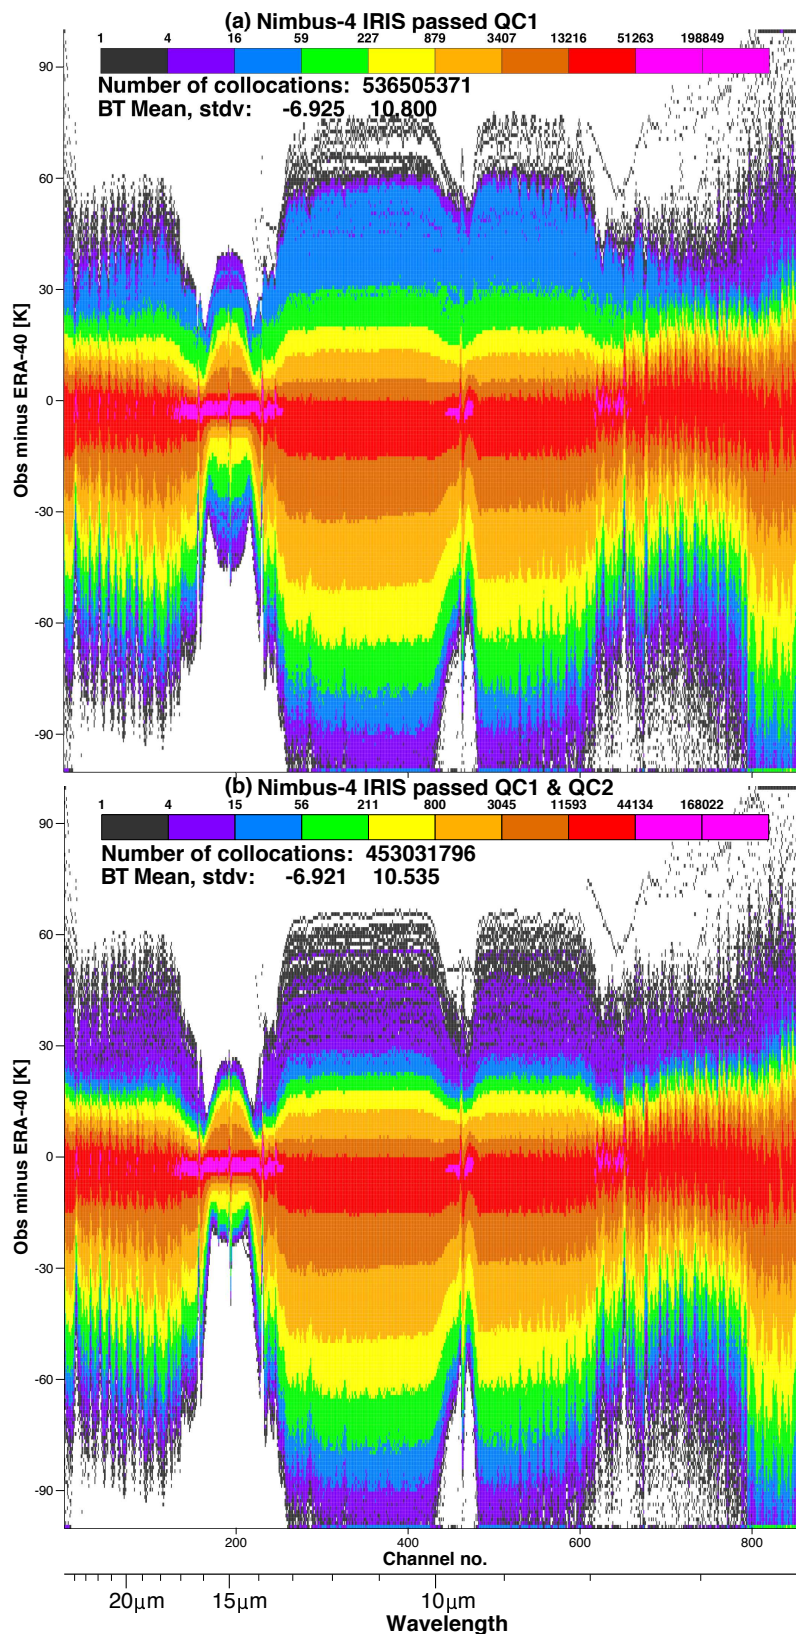 (a) Nimbus-4 IRIS passed QC1
1 4 16 59 227 879 3407 13216 51263 198849
Number of collocations: 536505371
BT Mean, stdv: -6.925 10.800
90
60
30
0
-30
-60
-90
Obs minus ERA-40 [K]
(b) Nimbus-4 IRIS passed QC1 & QC2
1 4 15 56 211 800 3045 11593 44134 168022
Number of collocations: 453031796
BT Mean, stdv: -6.921 10.535
90
60
30
0
-30
-60
-90
Obs minus ERA-40 [K]
200 400 600 800
Channel no.
20μm 15μm 10μm
Wavelength